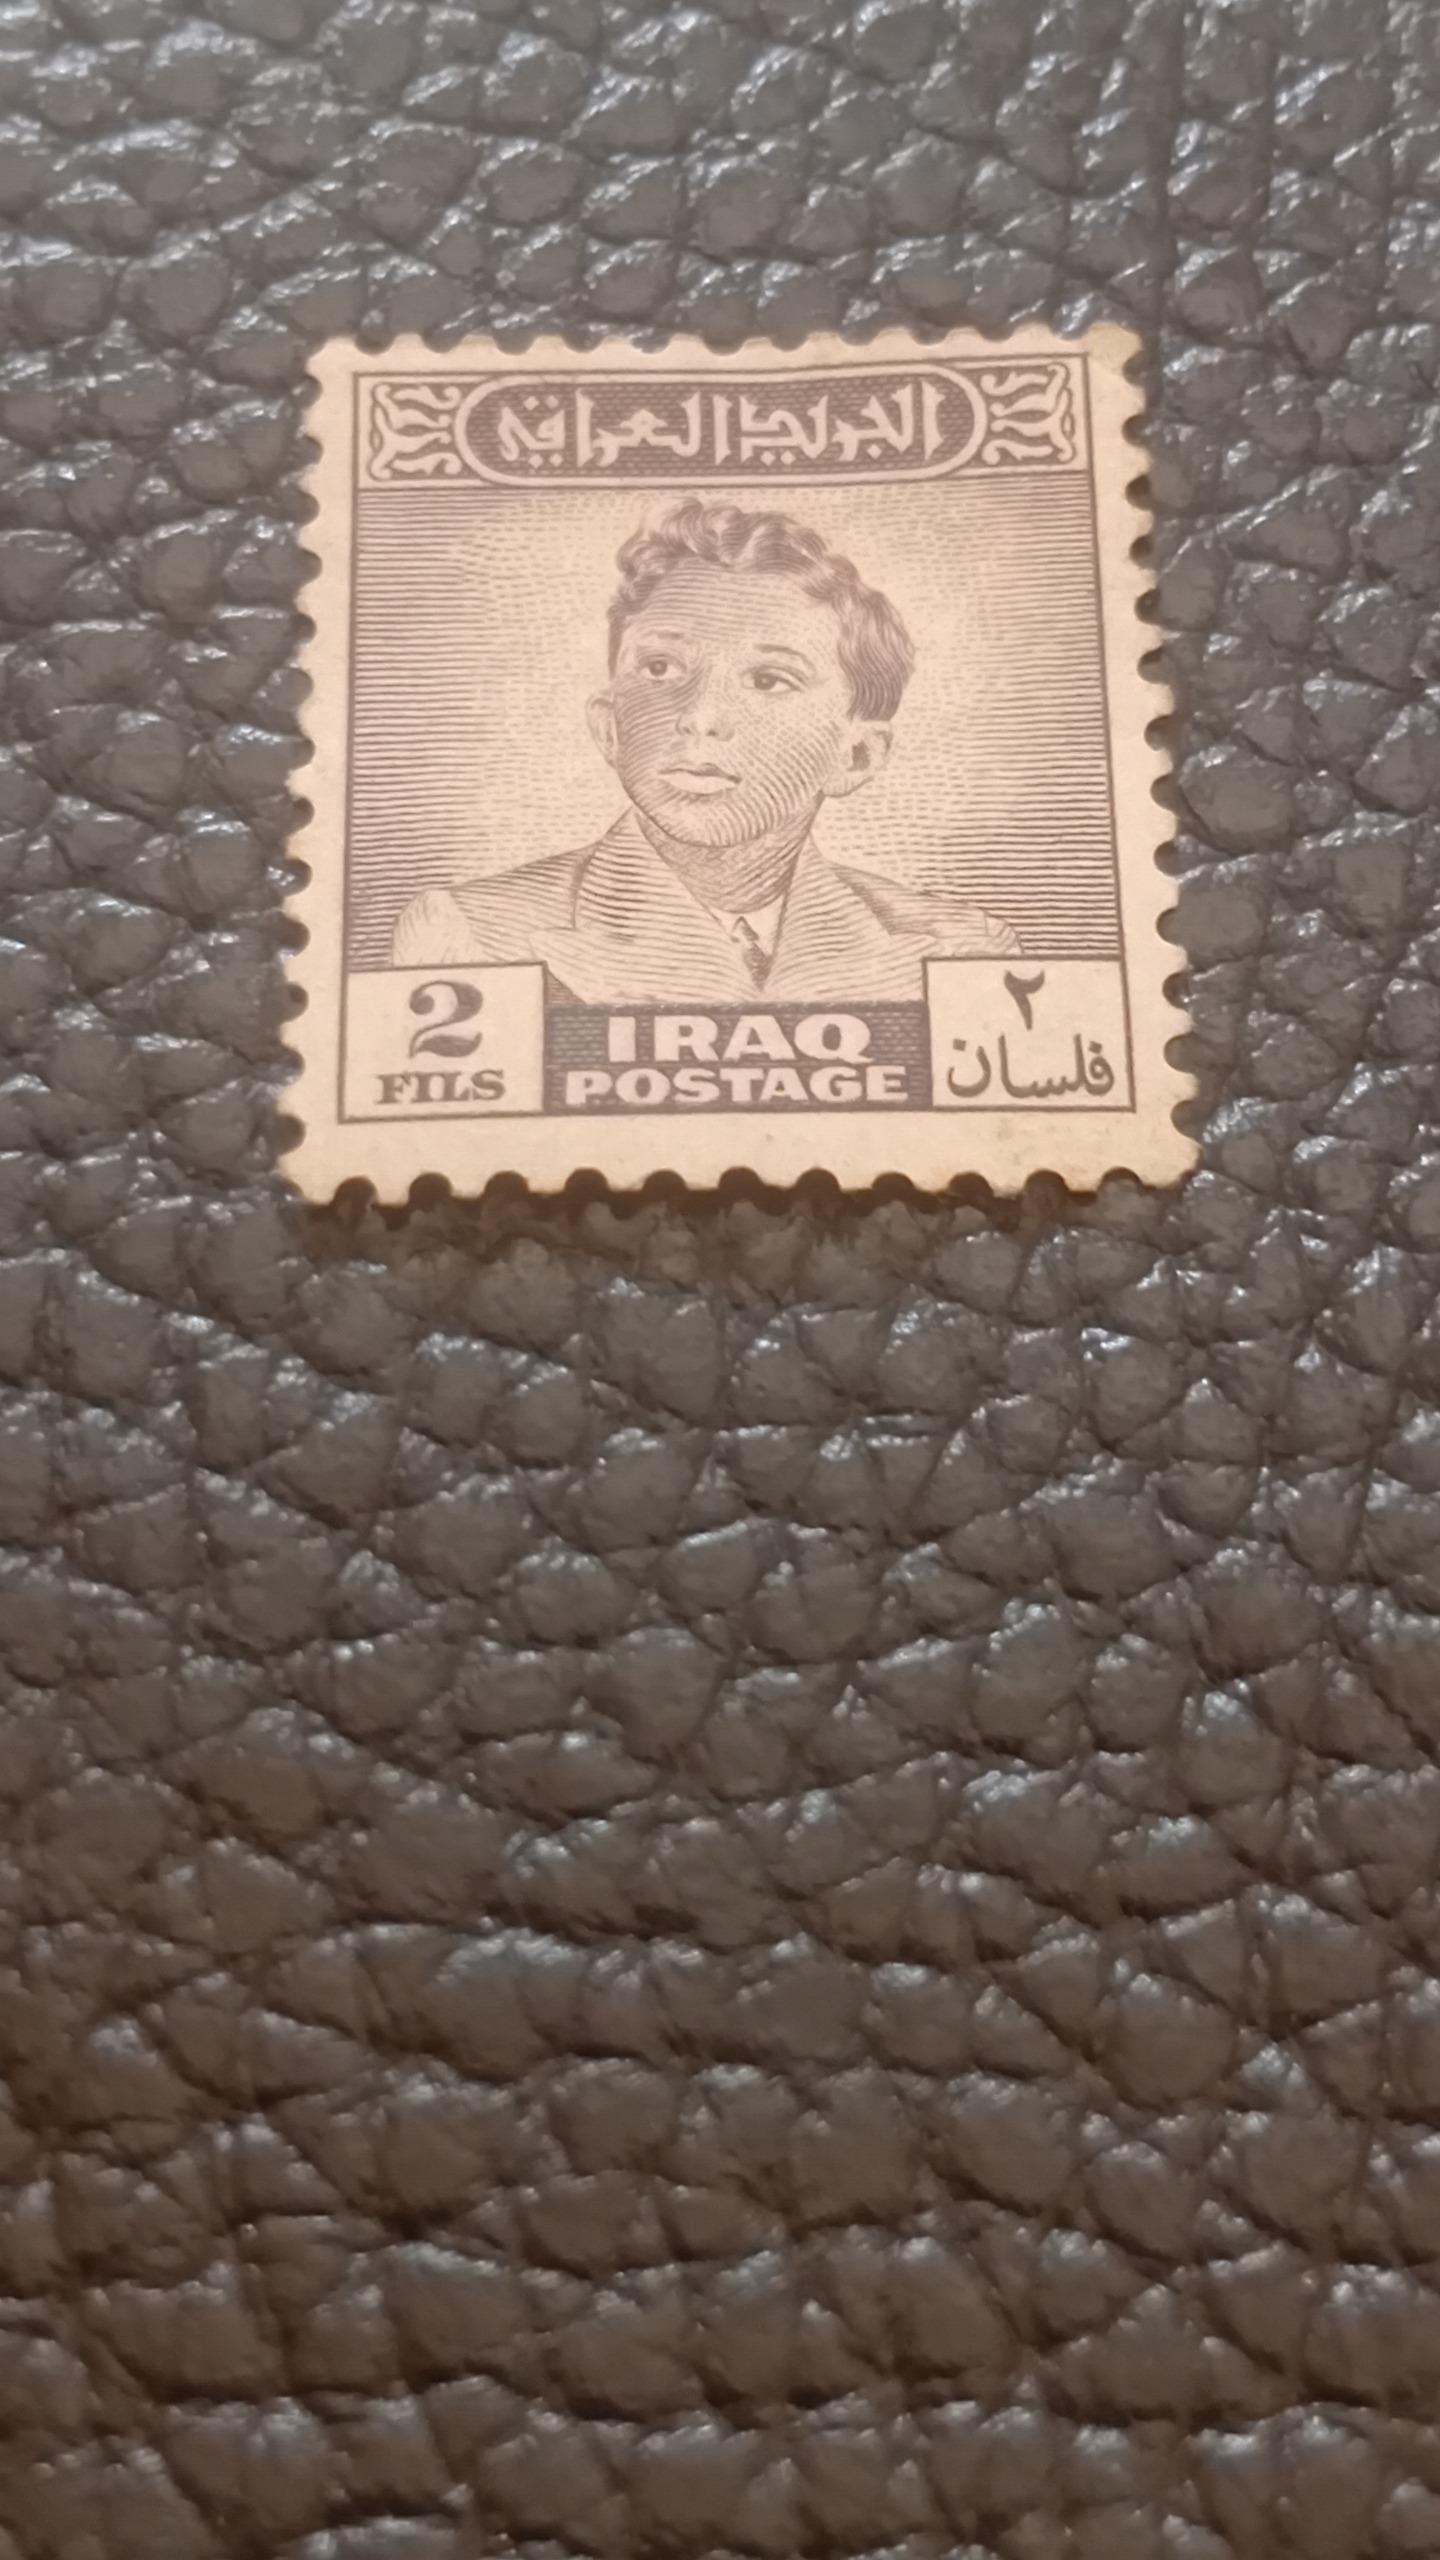 البريد العراقي
2
FILS
IRAQ
POSTAGE
٢
فلسان